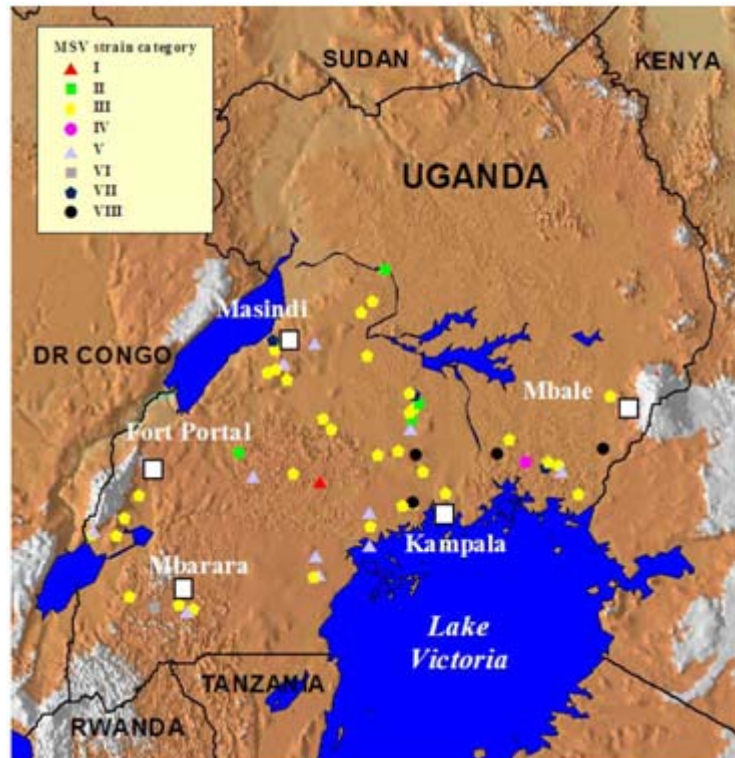 MSV strain category
I
II
III
IV
V
VI
VII
VIII
SUDAN
KENYA
UGANDA
Masindi
DR CONGO
Mbale
Fort Portal
Kampala
Mbarara
Lake
Victoria
TANZANIA
RWANDA